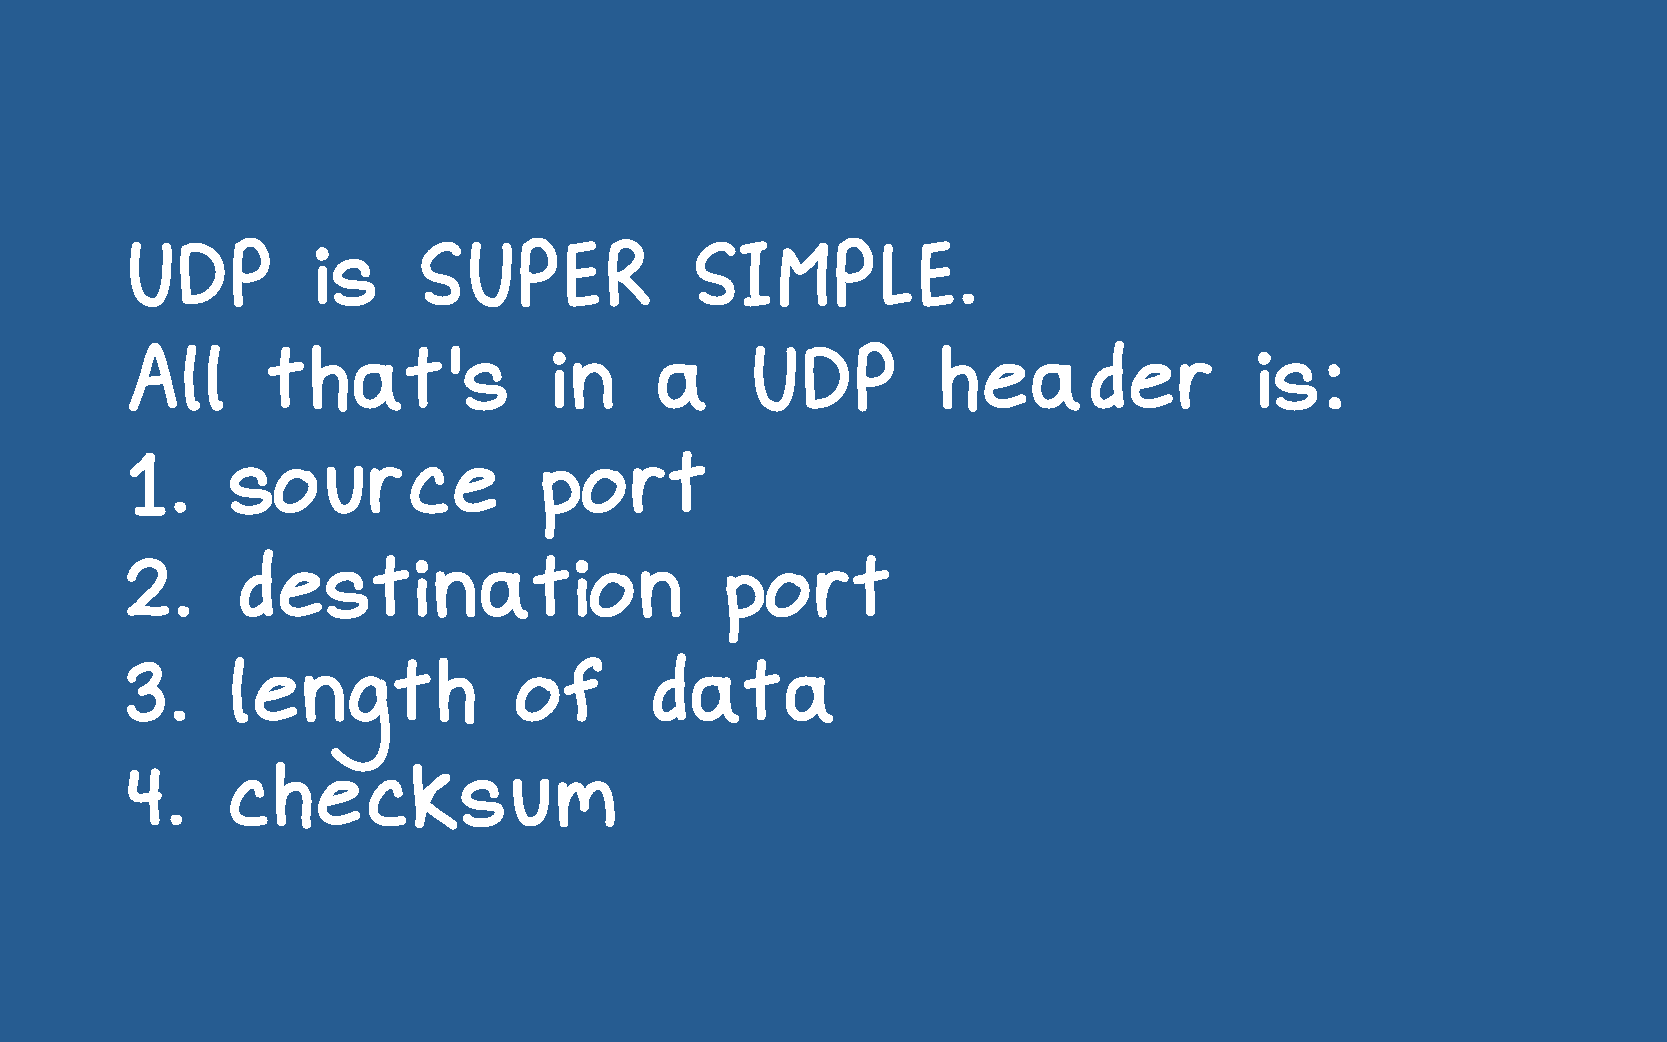 UDP is SUPER SIMPLE.
All that's in a UDP header is:
1. source port
2. destination port
3. length of data
4. checksum